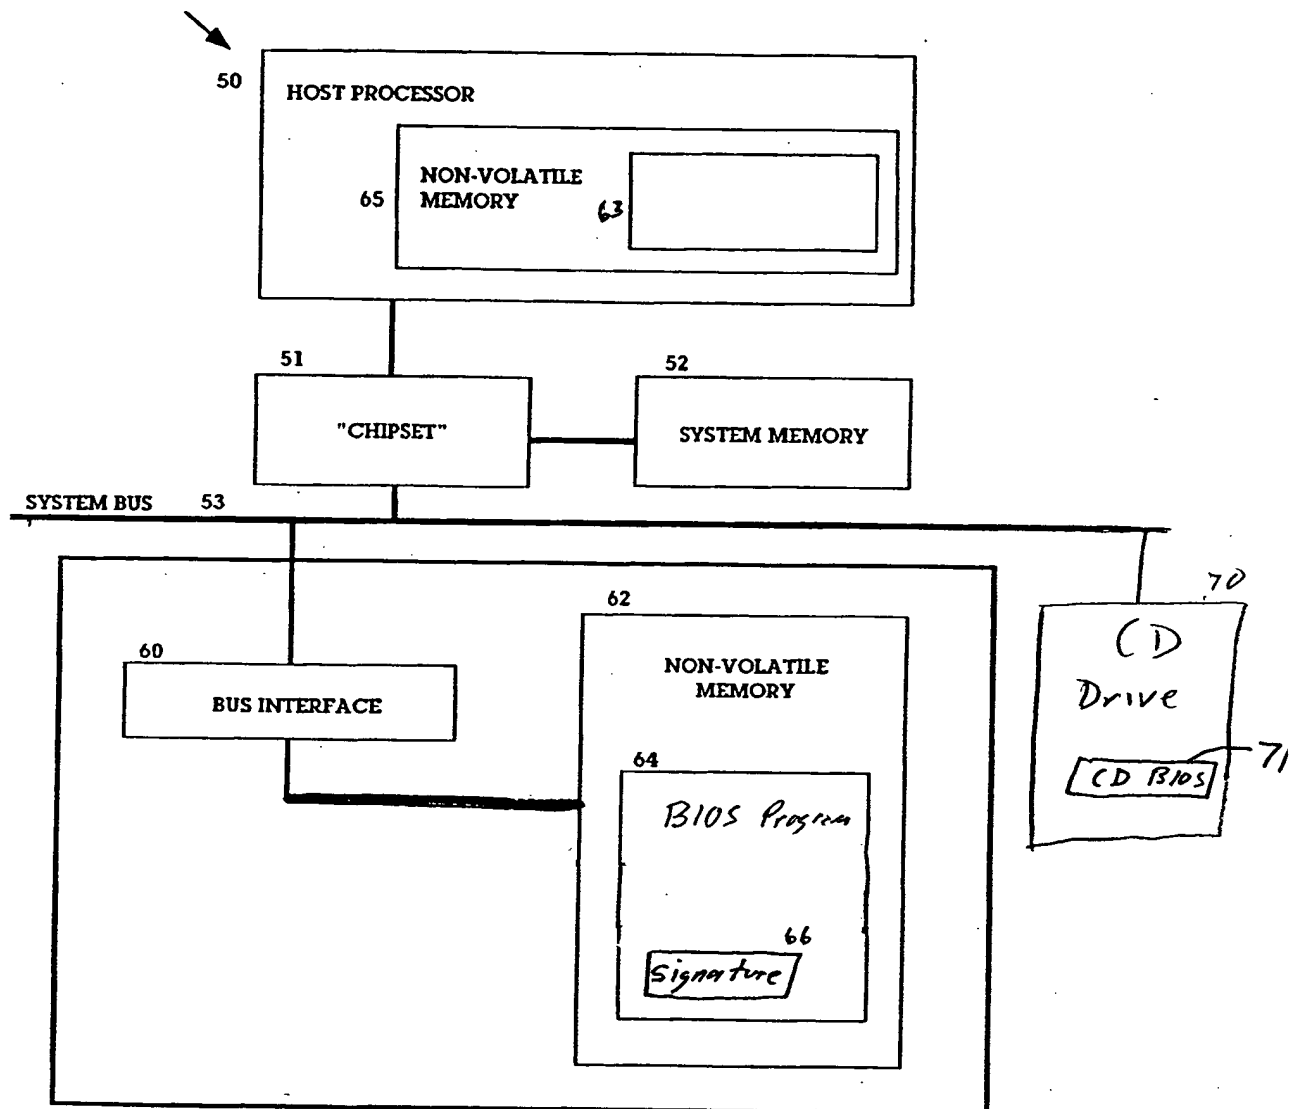 50
HOST PROCESSOR
65
NON-VOLATILE
MEMORY
63
51
"CHIPSET"
52
SYSTEM MEMORY
SYSTEM BUS 53
60
BUS INTERFACE
62
NON-VOLATILE
MEMORY
64
BIOS Program
66
Signature
70
CD
Drive
CD BIOS
71